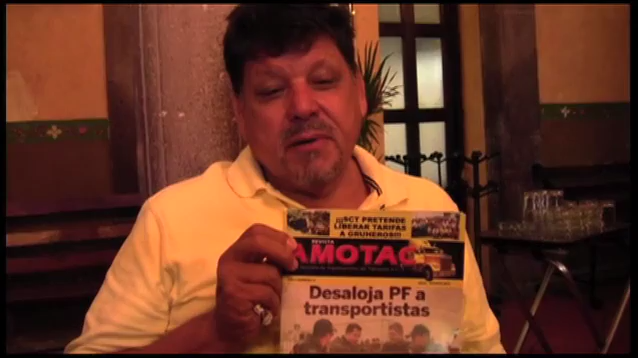 ¡¡¡SCT PRETENDE
LIBERAR TARIFAS
A GRUHEROS!!!
REVISTA
AMOTAC
Desaloja PF a
transportistas